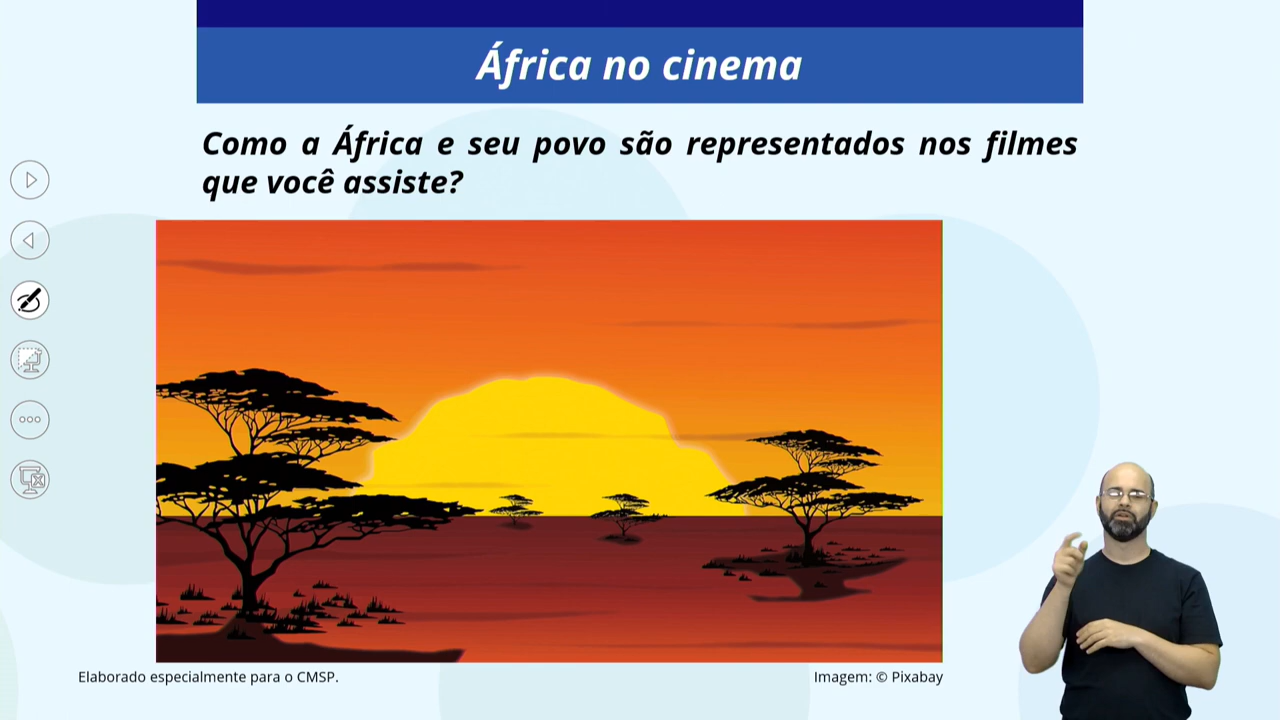 África no cinema
Como a África e seu povo são representados nos filmes
que você assiste?
Elaborado especialmente para o CMSP.
Imagem: © Pixabay